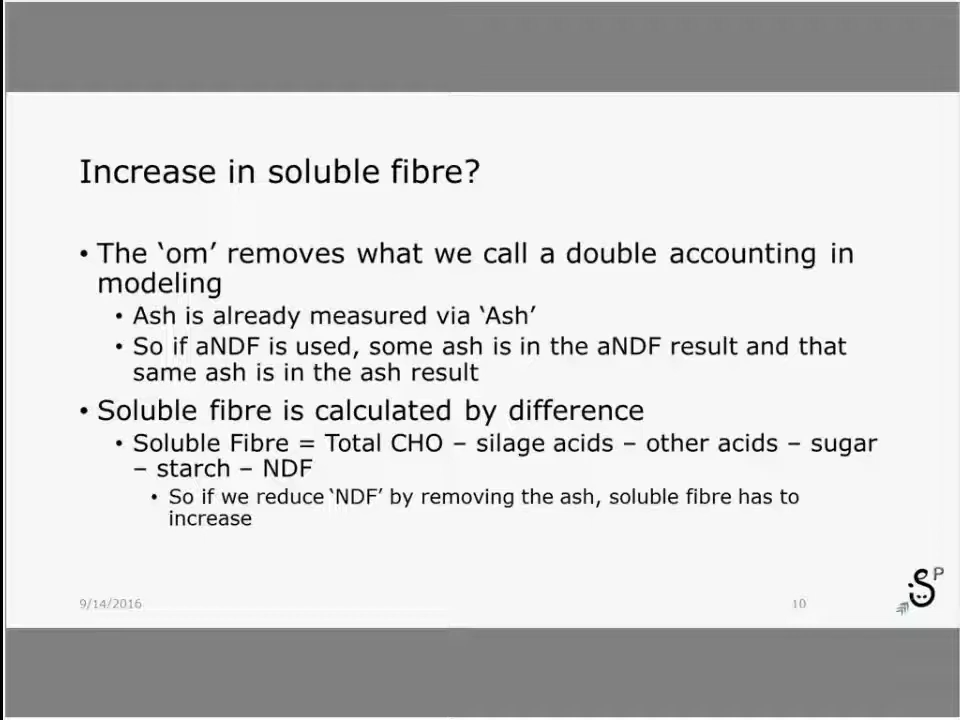 Increase in soluble fibre?
• The ‘om’ removes what we call a double accounting in
modeling
• Ash is already measured via ‘Ash’
• So if aNDF is used, some ash is in the aNDF result and that
same ash is in the ash result
• Soluble fibre is calculated by difference
• Soluble Fibre = Total CHO – silage acids – other acids – sugar
– starch – NDF
• So if we reduce ‘NDF’ by removing the ash, soluble fibre has to
increase
9/14/2016
10
S P